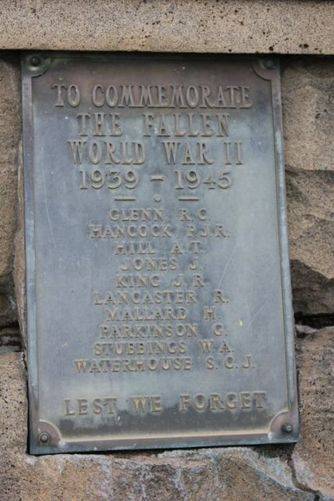 TO COMMEMORATE
THE FALLEN
WORLD WAR II
1939 - 1945
GLENN R.C.
HANCOCK P.J.R.
HILL A.T.
JONES J.
KING J.R.
LANCASTER R.
MALLARD H.
PARKINSON G.
STUBBINGS W.A.
WATERHOUSE S.C.J.
LEST WE FORGET